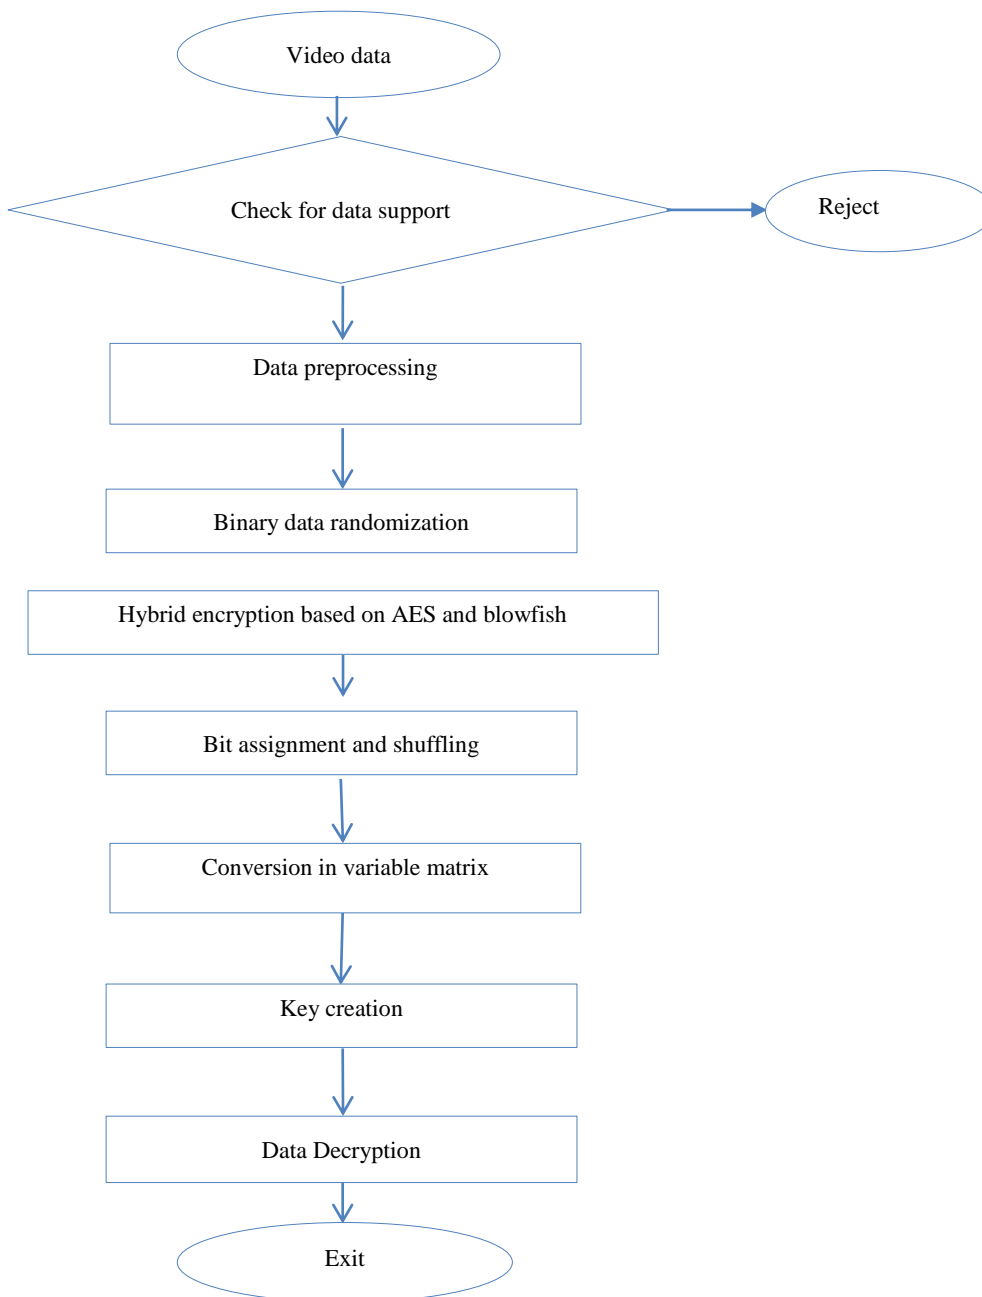 Video data
Check for data support
Reject
Data preprocessing
Binary data randomization
Hybrid encryption based on AES and blowfish
Bit assignment and shuffling
Conversion in variable matrix
Key creation
Data Decryption
Exit